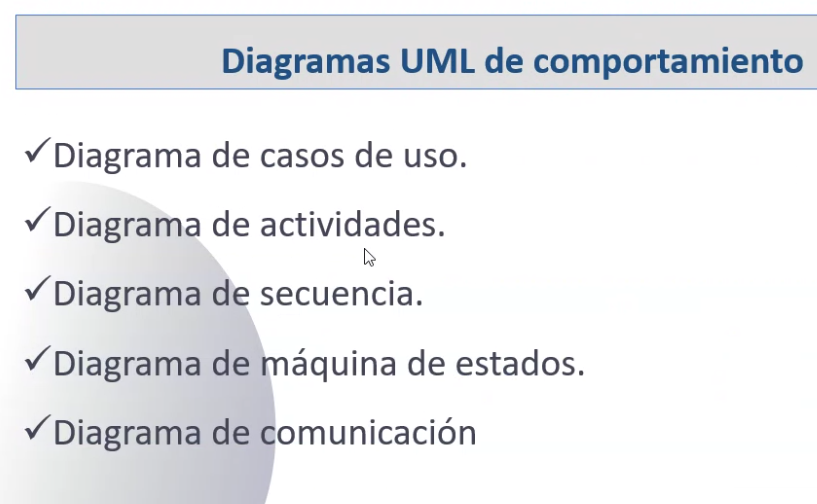 Diagramas UML de comportamiento
✓Diagrama de casos de uso.
✓Diagrama de actividades.
✓Diagrama de secuencia.
✓Diagrama de máquina de estados.
✓Diagrama de comunicación